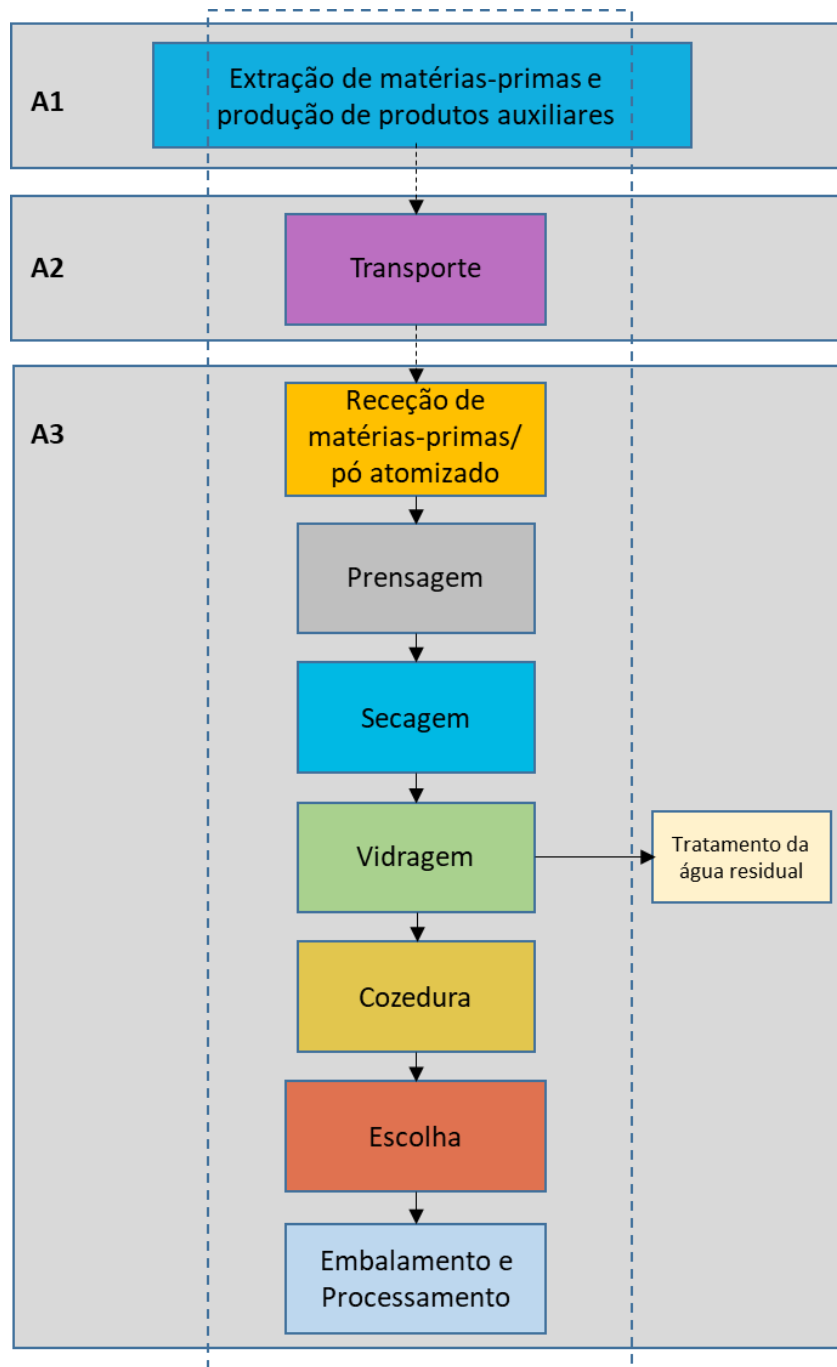 A1
Extração de matérias-primas e
produção de produtos auxiliares
A2
Transporte
A3
Receção de
matérias-primas/
pó atomizado
Prensagem
Secagem
Vidragem
Tratamento da
água residual
Cozedura
Escolha
Embalamento e
Processamento